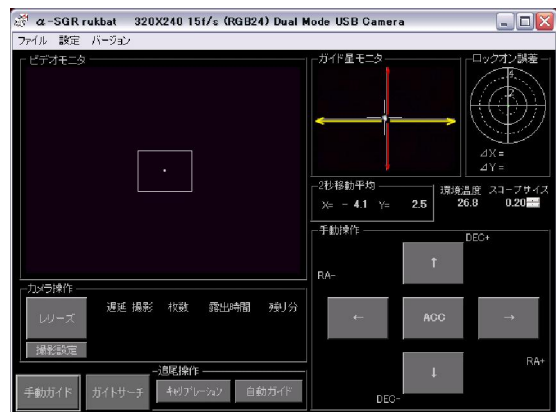 α-SGR rukbat 320X240 15f/s (RGB24) Dual Mode USB Camera
ファイル 設定 バージョン
ビデオモニタ
ガイド星モニタ
ロックオン誤差
4
2
⊿X=
⊿Y=
2秒移動平均
X= - 4.1 Y= 2.5
環境温度 スコープサイズ
26.8 0.20
手動操作
DEC+
RA-
↑
← ACC →
↓
RA+
DEC-
カメラ操作
レリーズ
遅延 撮影 枚数 露出時間 残り分
撮影設定
追尾操作
手動ガイド ガイトサーチ キャリブレーション 自動ガイド